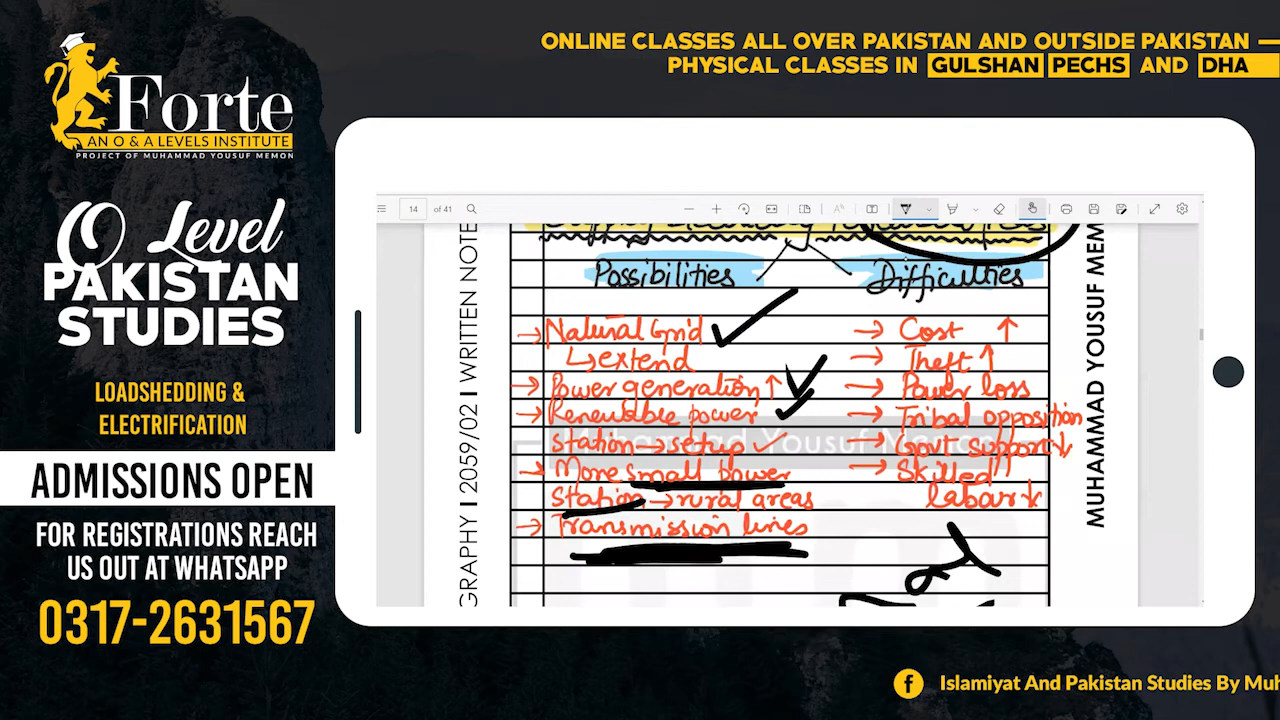 Forte
AN O & A LEVELS INSTITUTE
PROJECT OF MUHAMMAD YOUSUF MEMON
O Level
PAKISTAN
STUDIES
LOADSHEDDING &
ELECTRIFICATION
ADMISSIONS OPEN
FOR REGISTRATIONS REACH
US OUT AT WHATSAPP
0317-2631567
ONLINE CLASSES ALL OVER PAKISTAN AND OUTSIDE PAKISTAN
PHYSICAL CLASSES IN GULSHAN PECHS AND DHA
14 of 41
GRAPHY I 2059/02 I WRITTEN NOTE
Possibilities
→ Natural Grid
↳ extend
→ Power generation ↑
→ Renewable power
station → setup ✓
→ More small power
Station → rural areas
→ Transmission lines
Difficulties
→ Cost ↑
→ Theft ↑
→ Power loss
→ Tribal opposition
→ Govt support ↓
→ Skilled
labour ↓
Muhammad Yousuf Memon
MUHAMMAD YOUSUF MEM
Islamiyat And Pakistan Studies By Muh